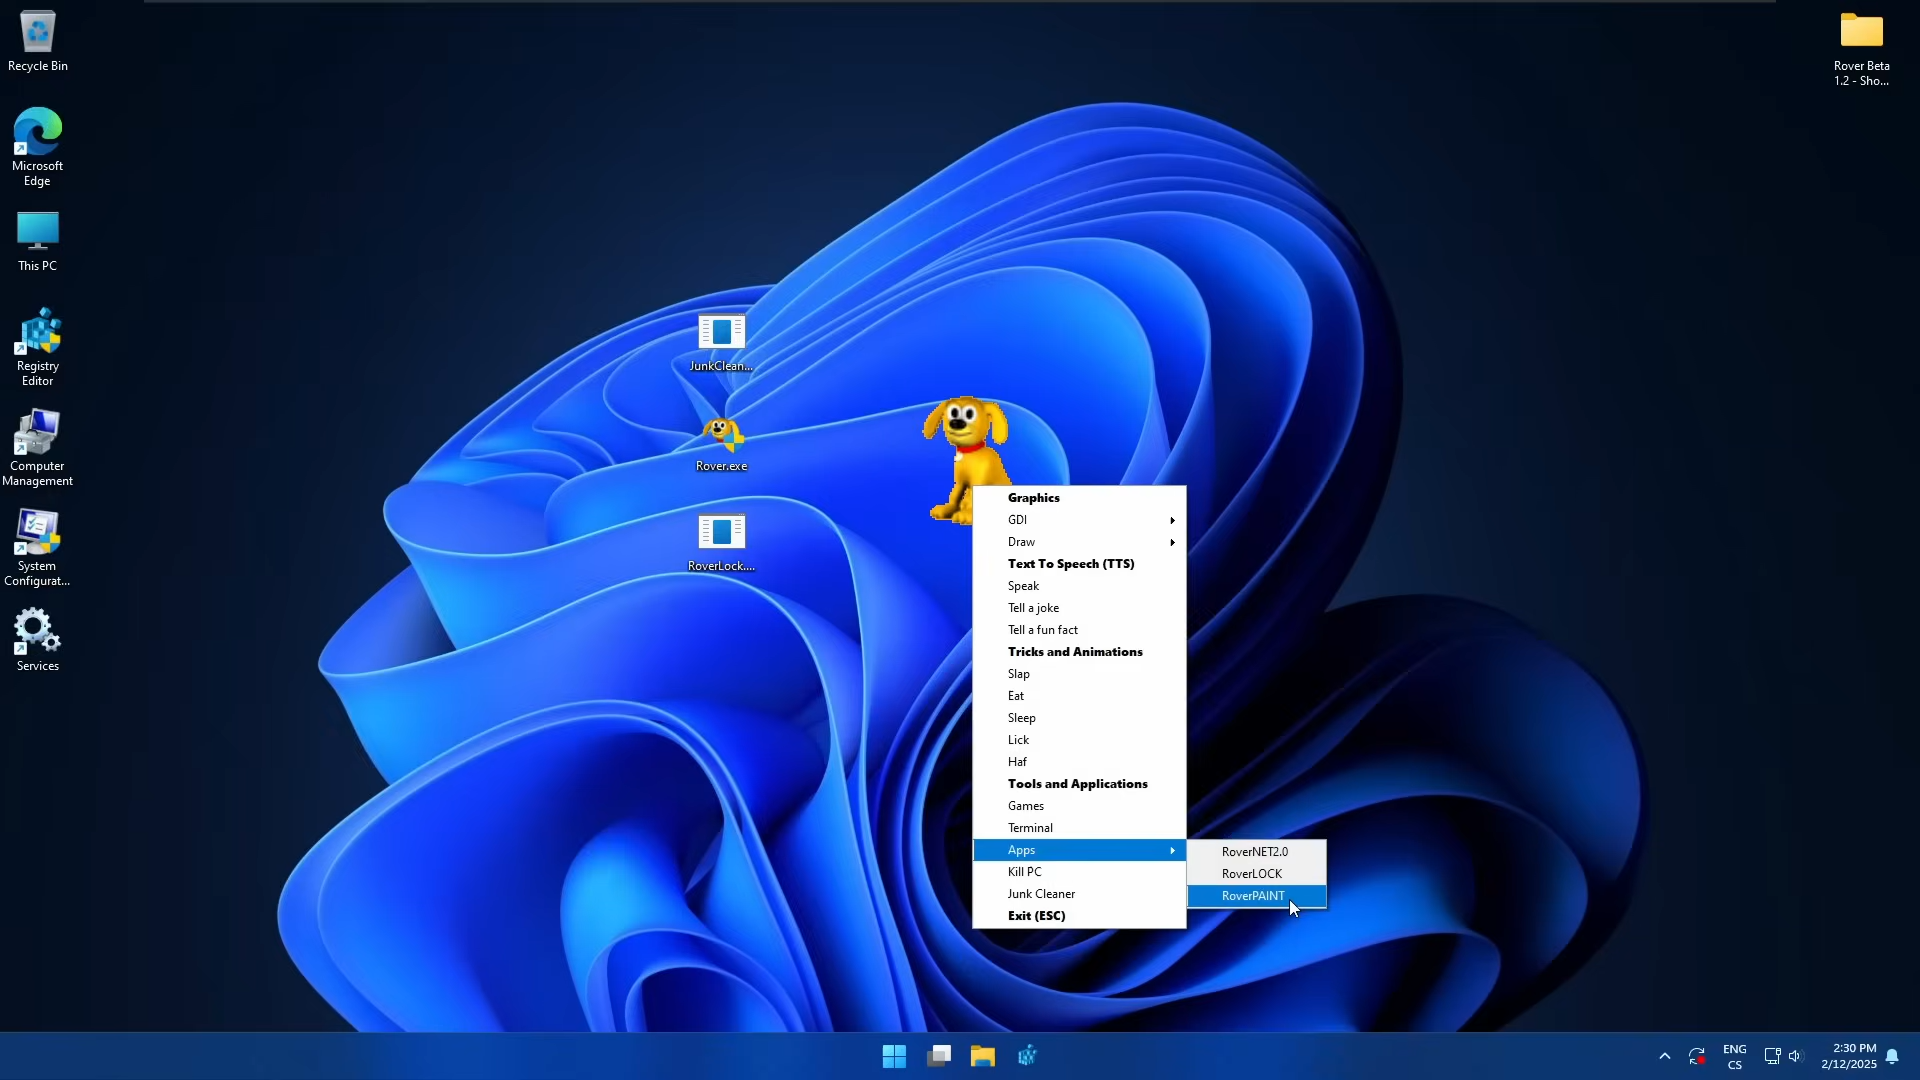 Recycle Bin
Microsoft
Edge
This PC
Registry
Editor
Computer
Management
System
Configurat...
Services
JunkClean...
Rover.exe
RoverLock....
Rover Beta
1.2 - Sho...
Graphics
GDI
Draw
Text To Speech (TTS)
Speak
Tell a joke
Tell a fun fact
Tricks and Animations
Slap
Eat
Sleep
Lick
Haf
Tools and Applications
Games
Terminal
Apps
Kill PC
Junk Cleaner
Exit (ESC)
RoverNET2.0
RoverLOCK
RoverPAINT
ENG
CS
2:30 PM
2/12/2025